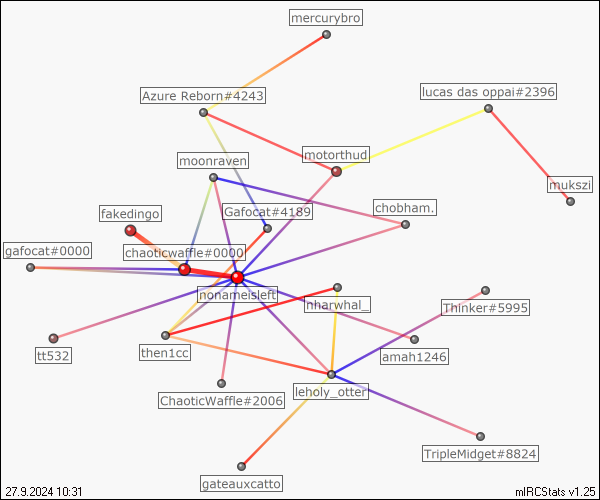 mercurybro
Azure Reborn#4243
lucas das oppai#2396
moonraven
motorthud
mukszi
fakedingo
Gafocat#4189
chobham.
gafocat#0000
chaoticwaffle#0000
nonameisleft
hharwhal_
Thinker#5995
tt532
then1cc
amah1246
ChaoticWaffle#2006
leholy_otter
TripleMidget#8824
gateauxcatto
27.9.2024 10:31
mIRCStats v1.25